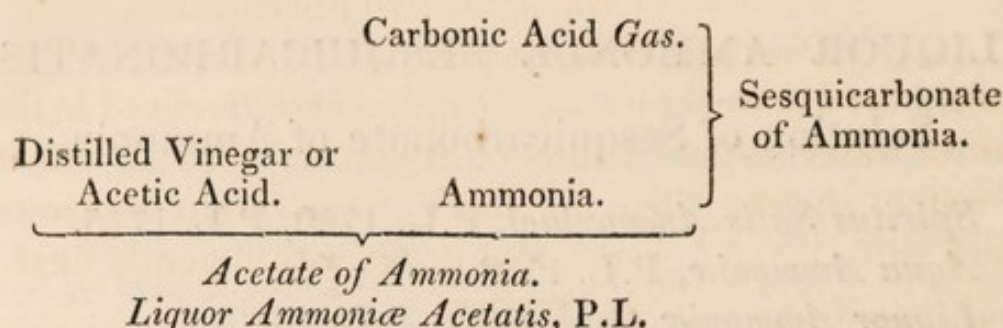 Carbonic Acid Gas.
Sesquicarbonate
of Ammonia.
Distilled Vinegar or
Acetic Acid. Ammonia.
Acetate of Ammonia.
Liquor Ammoniæ Acetatis, P.L.